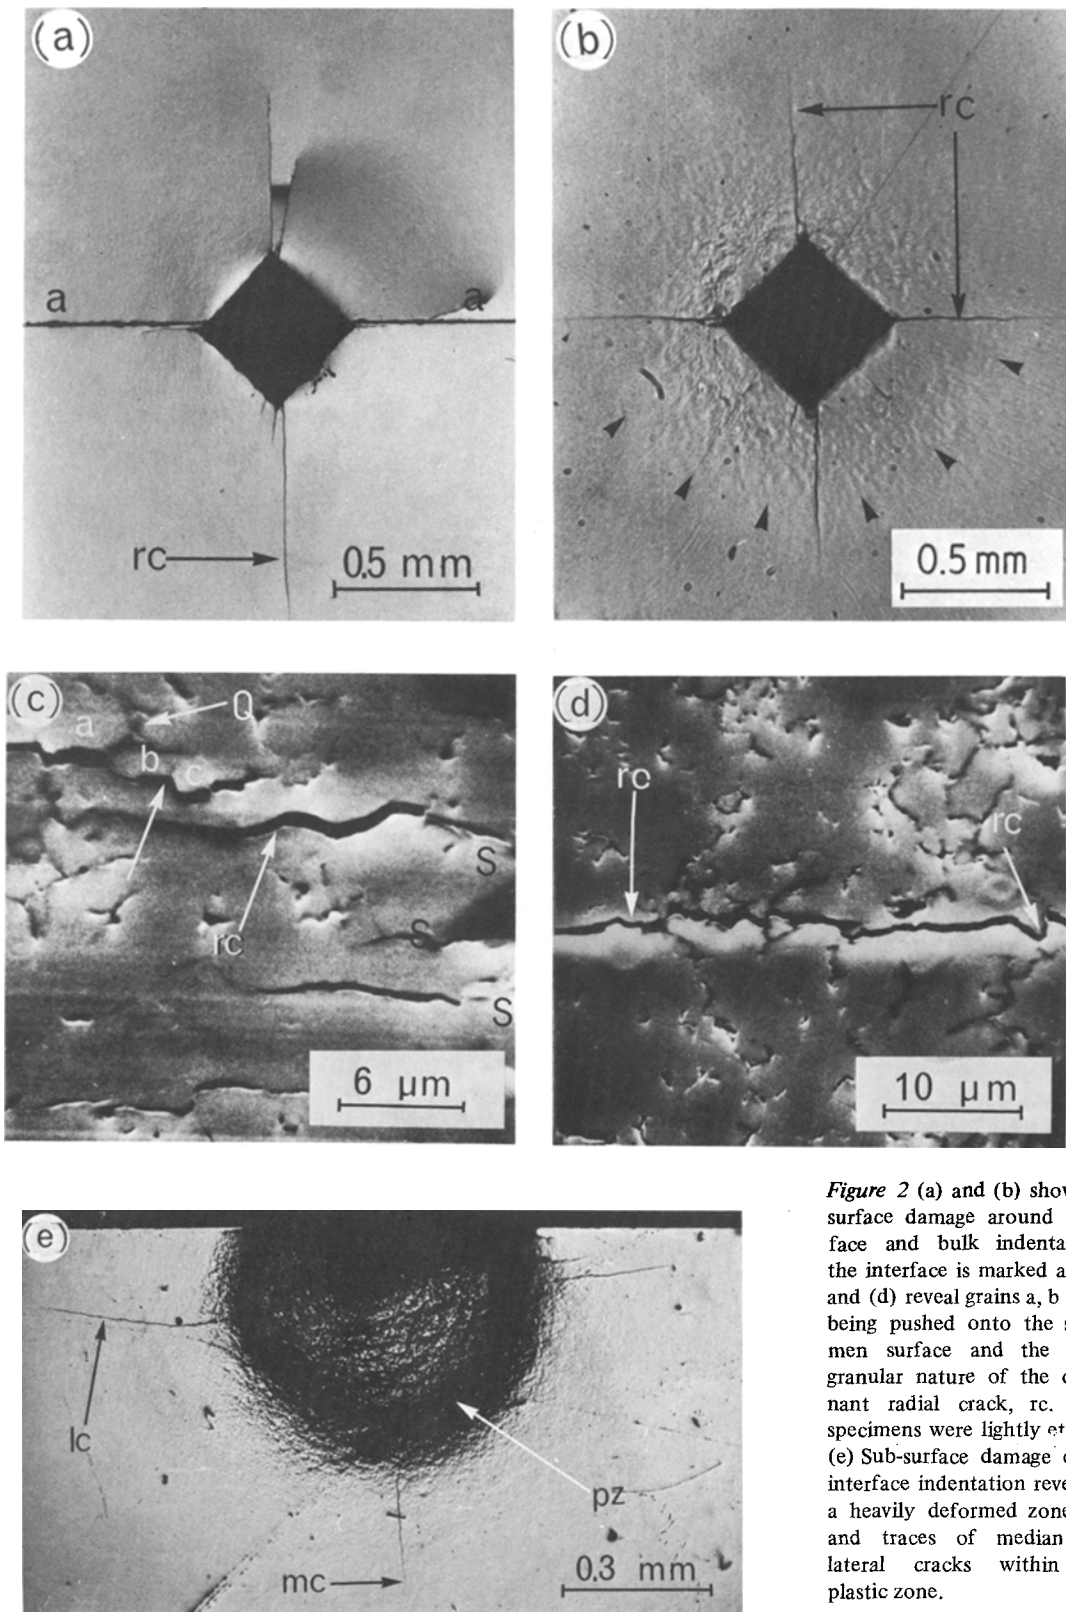 (a)
a
a
rc
0.5 mm
(b)
rc
0.5 mm
(c)
a
Q
b
c
rc
S
S
S
6 μm
(d)
rc
rc
10 μm
(e)
lc
pz
mc
0.3 mm
Figure 2 (a) and (b) show
surface damage around
face and bulk indenta
the interface is marked a
and (d) reveal grains a, b
being pushed onto the s
men surface and the
granular nature of the
nant radial crack, rc.
specimens were lightly et
(e) Sub-surface damage
interface indentation reve
a heavily deformed zone
and traces of median
lateral cracks within
plastic zone.